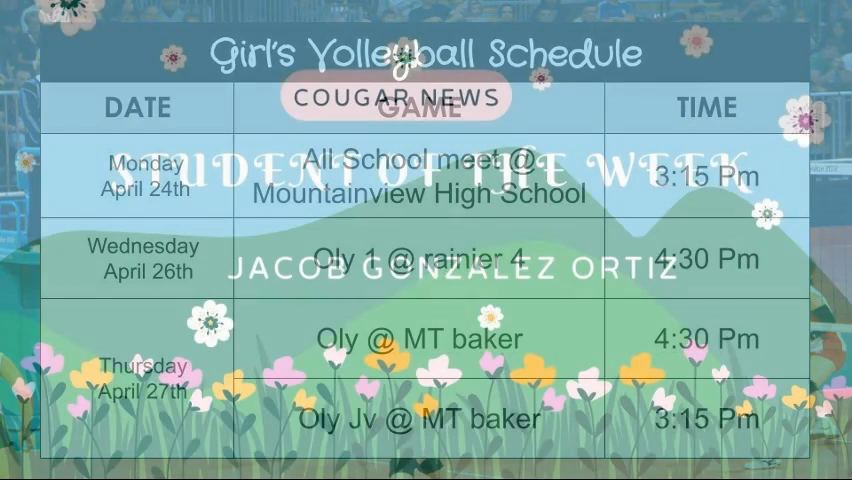 Girl's Volleyball Schedule
COUGAR NEWS
DATE GAME TIME
STUDENT OF THE WEEK
Monday
April 24th
All School meet @
Mountainview High School
3:15 Pm
JACOB GONZALEZ ORTIZ
Wednesday
April 26th
Oly 1 @ rainier 4
4:30 Pm
Thursday
April 27th
Oly @ MT baker
4:30 Pm
Oly Jv @ MT baker
3:15 Pm